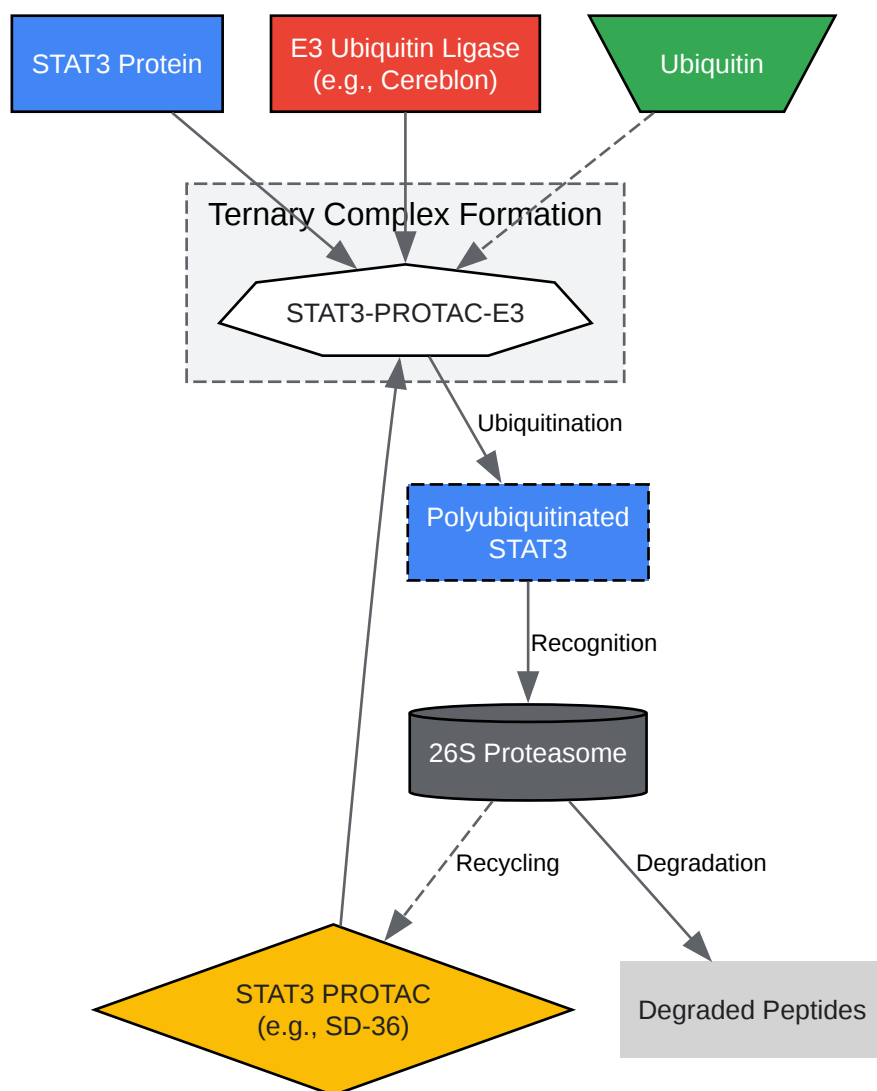 STAT3 Protein
E3 Ubiquitin Ligase
(e.g., Cereblon)
Ubiquitin
Ternary Complex Formation
STAT3-PROTAC-E3
Ubiquitination
Polyubiquitinated
STAT3
Recognition
26S Proteasome
Recycling
Degradation
STAT3 PROTAC
(e.g., SD-36)
Degraded Peptides